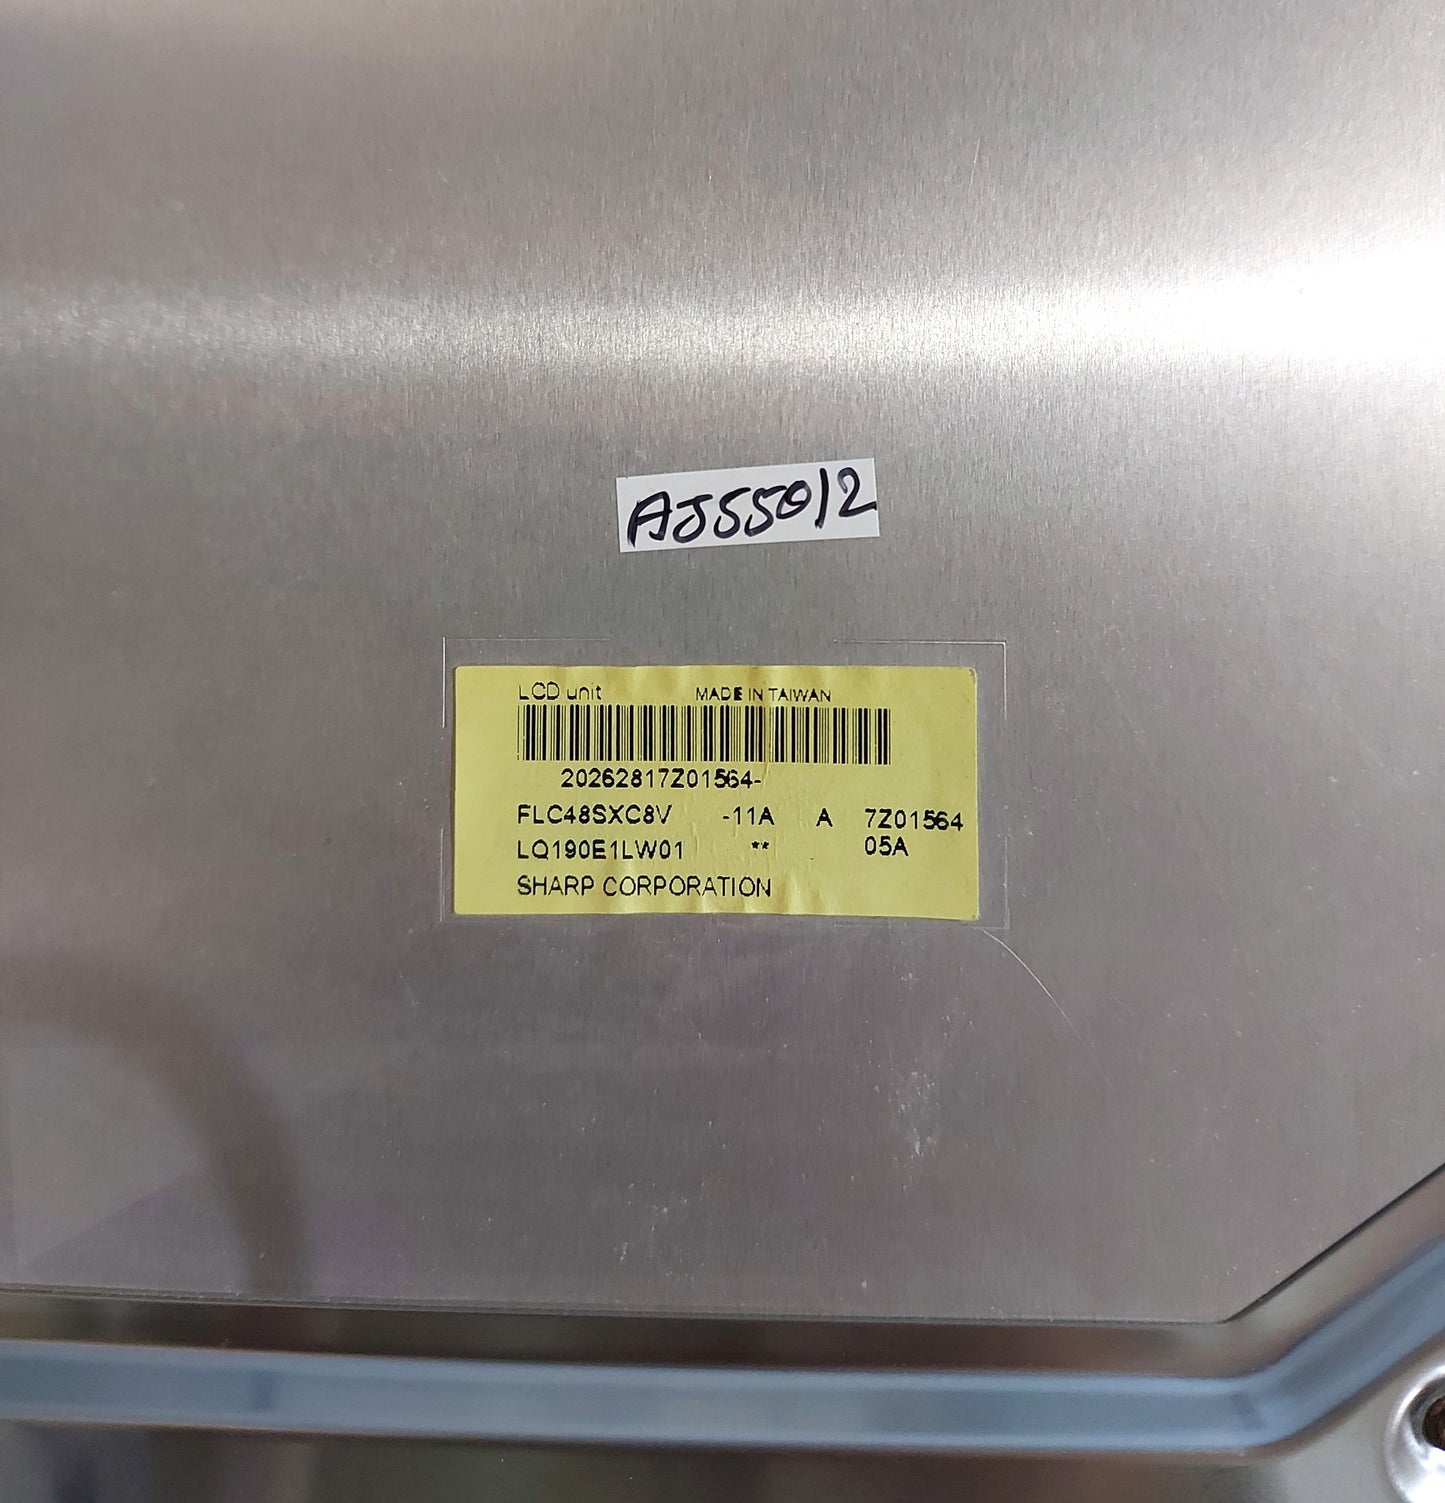 AJ55012
LCD unit MADE IN TAIWAN
20262817Z01564-
FLC48SXC8V -11A A 7Z01564
LQ190E1LW01 ** 05A
SHARP CORPORATION